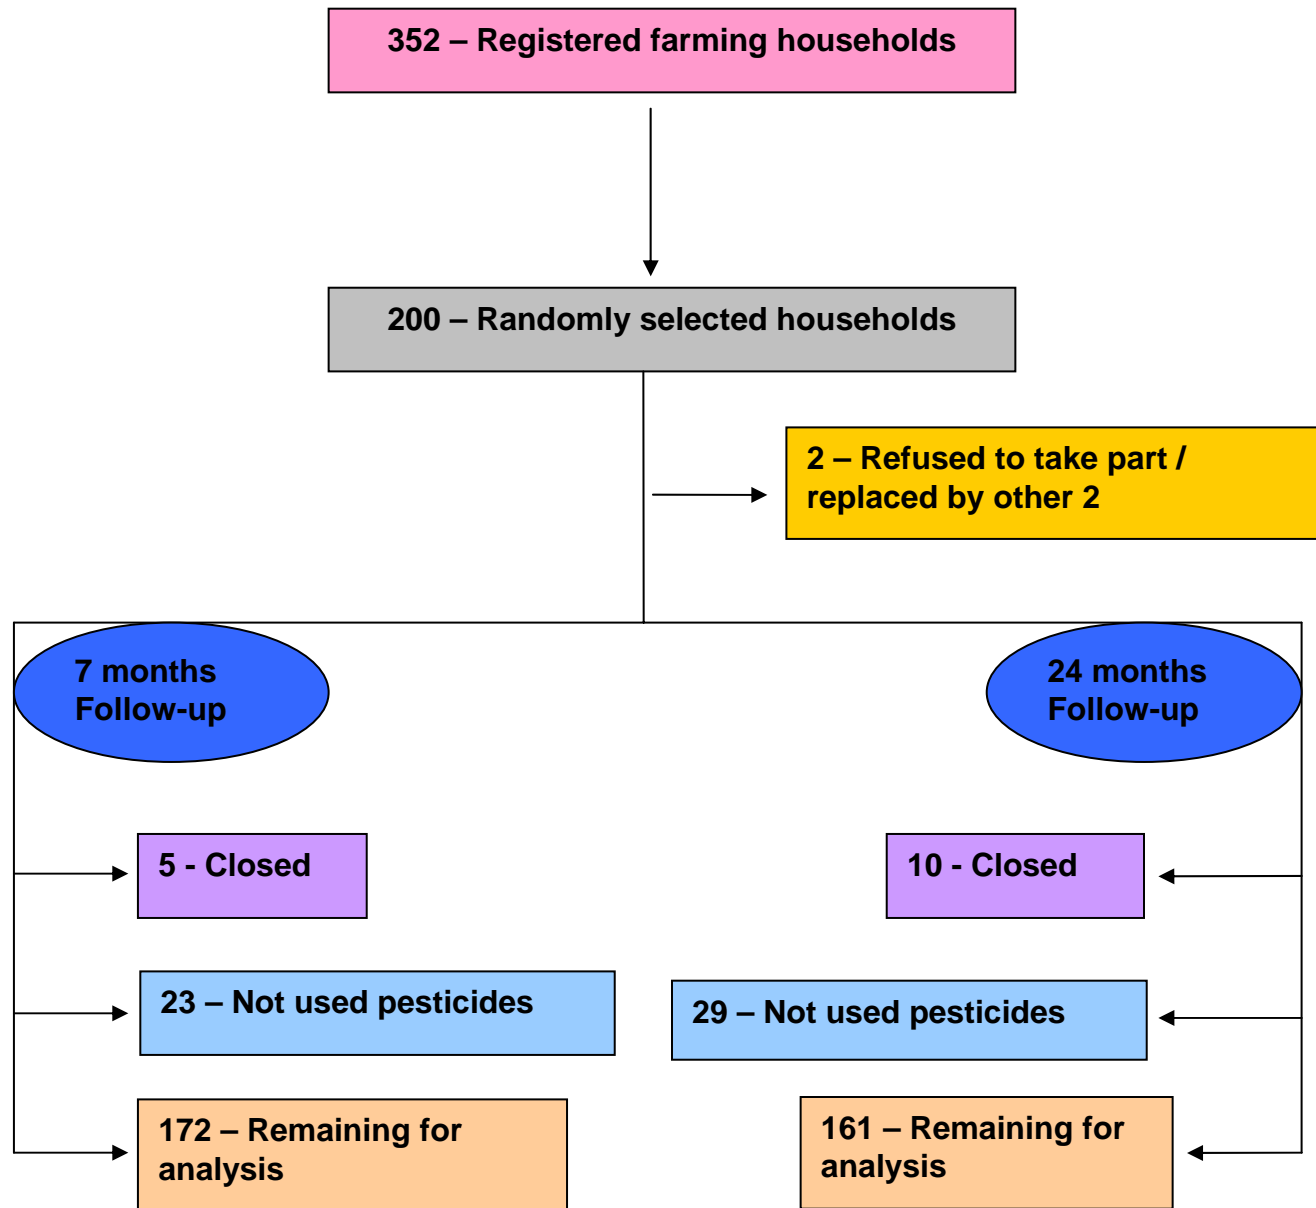 352 – Registered farming households
200 – Randomly selected households
2 – Refused to take part /
replaced by other 2
7 months
Follow-up
24 months
Follow-up
5 - Closed
10 - Closed
23 – Not used pesticides
29 – Not used pesticides
172 – Remaining for
analysis
161 – Remaining for
analysis